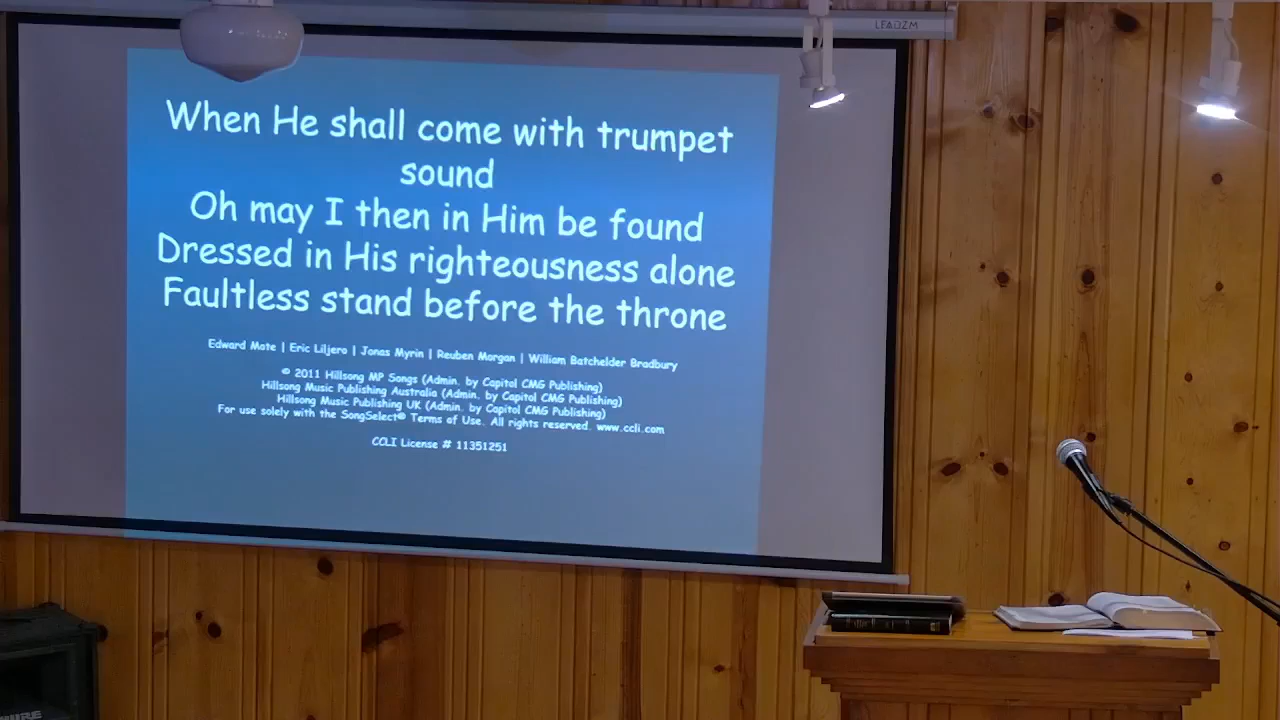 LEADZM
When He shall come with trumpet
sound
Oh may I then in Him be found
Dressed in His righteousness alone
Faultless stand before the throne
Edward Mote | Eric Liljero | Jonas Myrin | Reuben Morgan | William Batchelder Bradbury
© 2011 Hillsong MP Songs (Admin. by Capitol CMG Publishing)
Hillsong Music Publishing Australia (Admin. by Capitol CMG Publishing)
Hillsong Music Publishing UK (Admin. by Capitol CMG Publishing)
For use solely with the SongSelect® Terms of Use. All rights reserved. www.ccli.com
CCLI License # 11351251